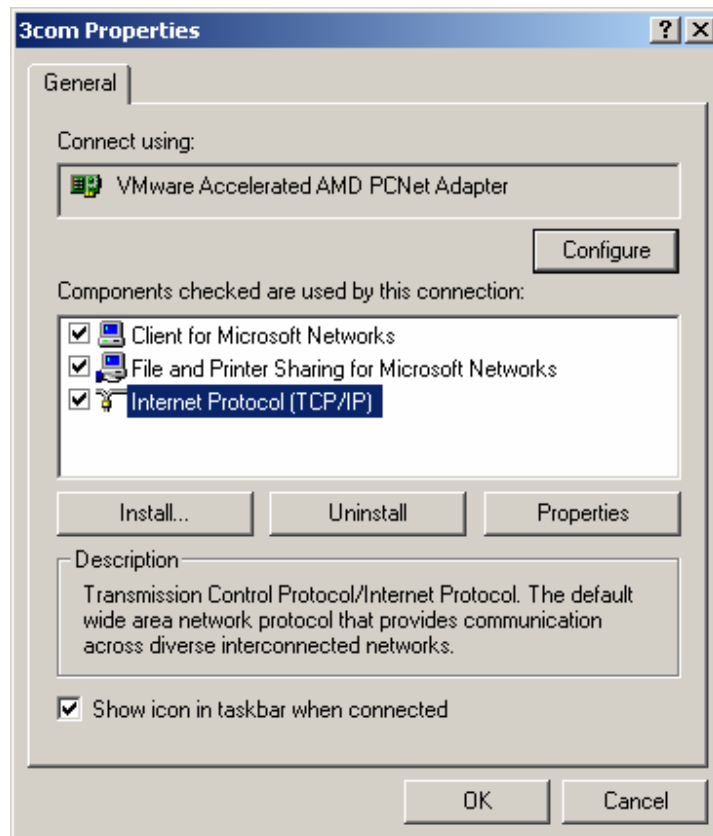 3com Properties
General
Connect using:
VMware Accelerated AMD PCNet Adapter
Configure
Components checked are used by this connection:
Client for Microsoft Networks
File and Printer Sharing for Microsoft Networks
Internet Protocol (TCP/IP)
Install... Uninstall Properties
Description
Transmission Control Protocol/Internet Protocol. The default
wide area network protocol that provides communication
across diverse interconnected networks.
Show icon in taskbar when connected
OK Cancel